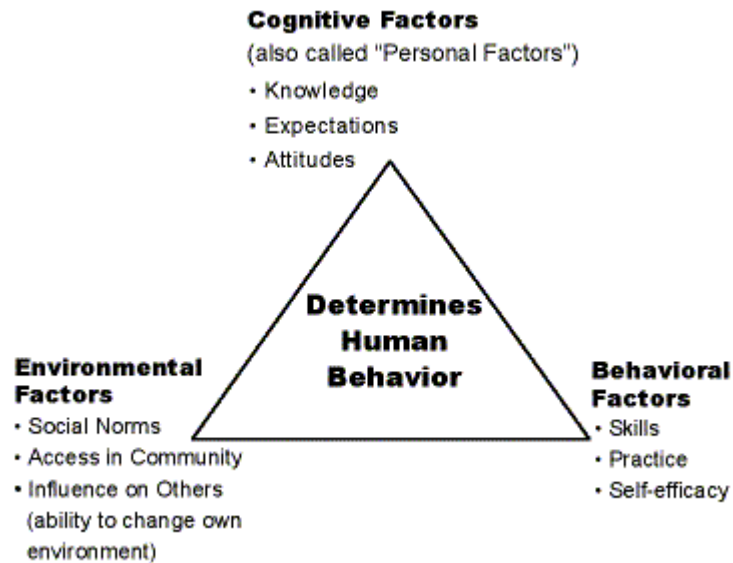 Cognitive Factors
(also called "Personal Factors")
• Knowledge
• Expectations
• Attitudes
Determines
Human
Behavior
Environmental
Factors
• Social Norms
• Access in Community
• Influence on Others
(ability to change own
environment)
Behavioral
Factors
• Skills
• Practice
• Self-efficacy